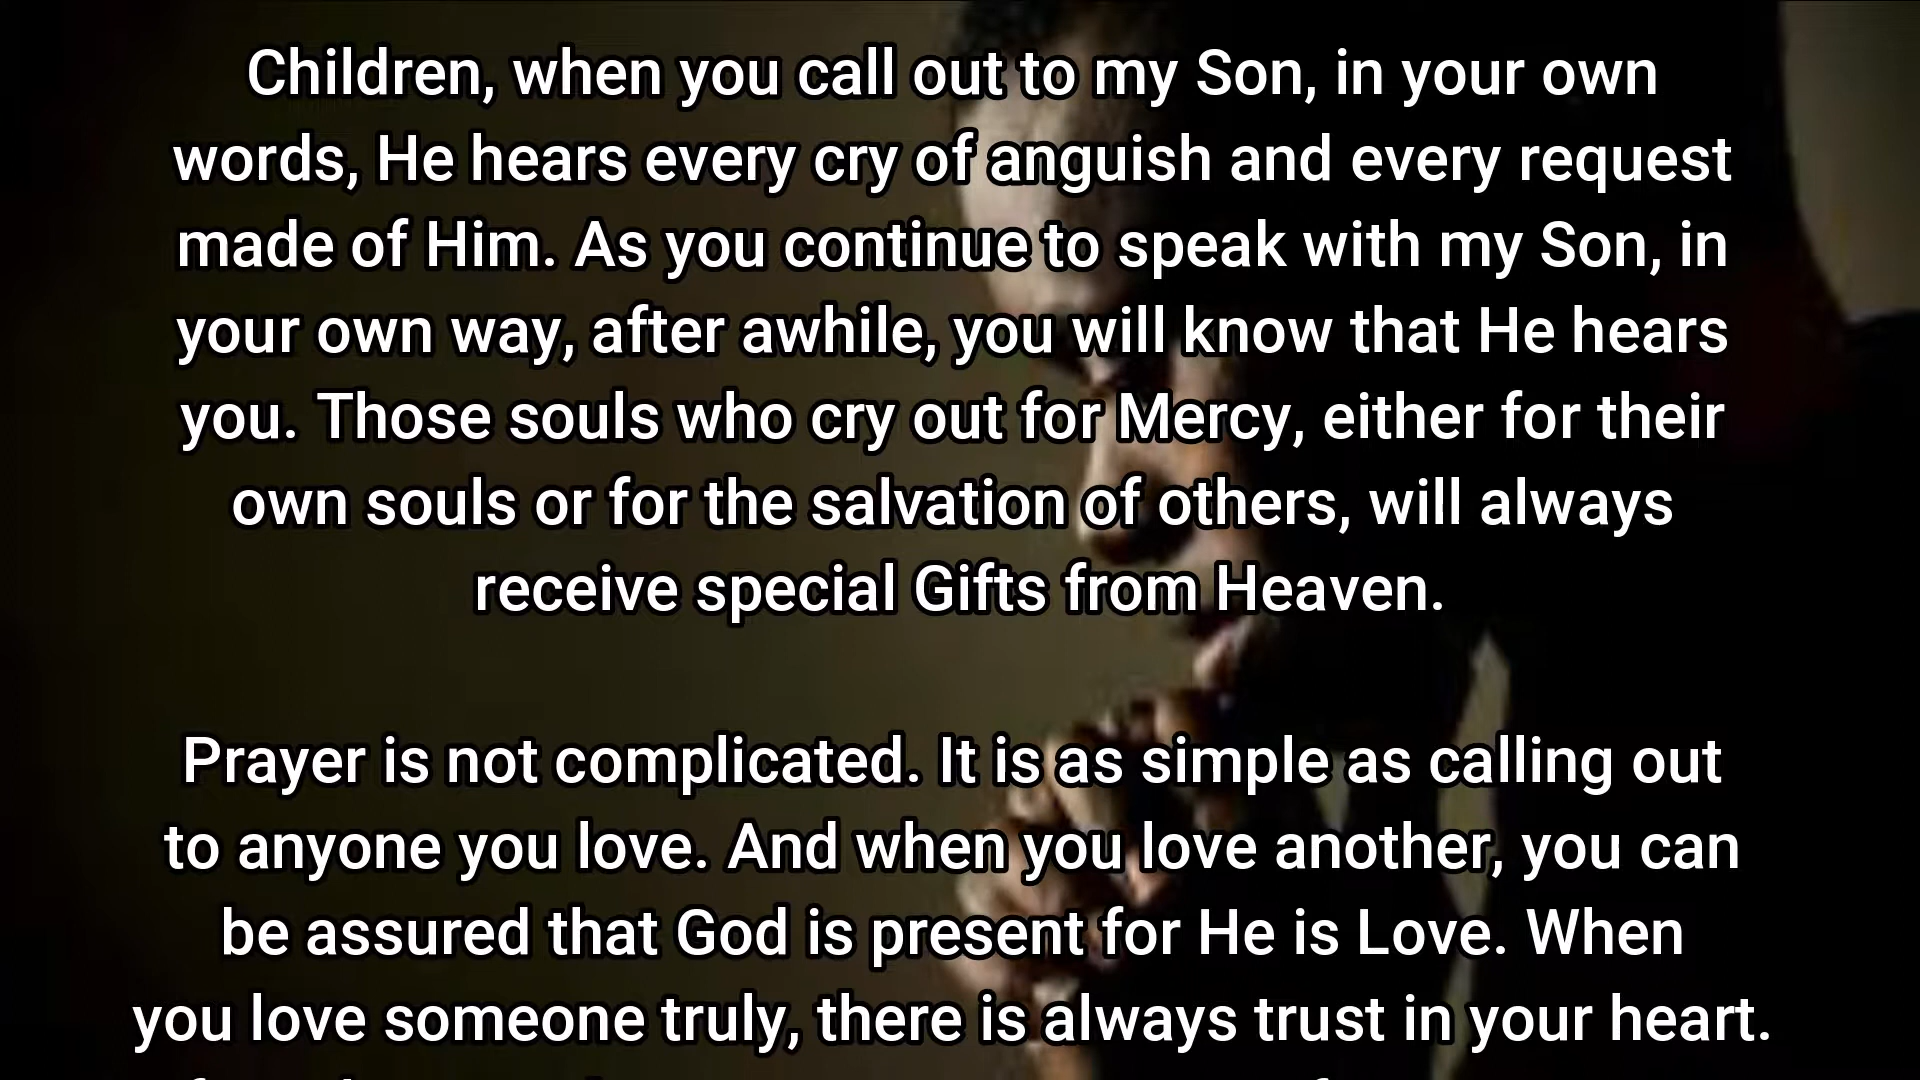 Children, when you call out to my Son, in your own
words, He hears every cry of anguish and every request
made of Him. As you continue to speak with my Son, in
your own way, after awhile, you will know that He hears
you. Those souls who cry out for Mercy, either for their
own souls or for the salvation of others, will always
receive special Gifts from Heaven.
Prayer is not complicated. It is as simple as calling out
to anyone you love. And when you love another, you can
be assured that God is present for He is Love. When
you love someone truly, there is always trust in your heart.